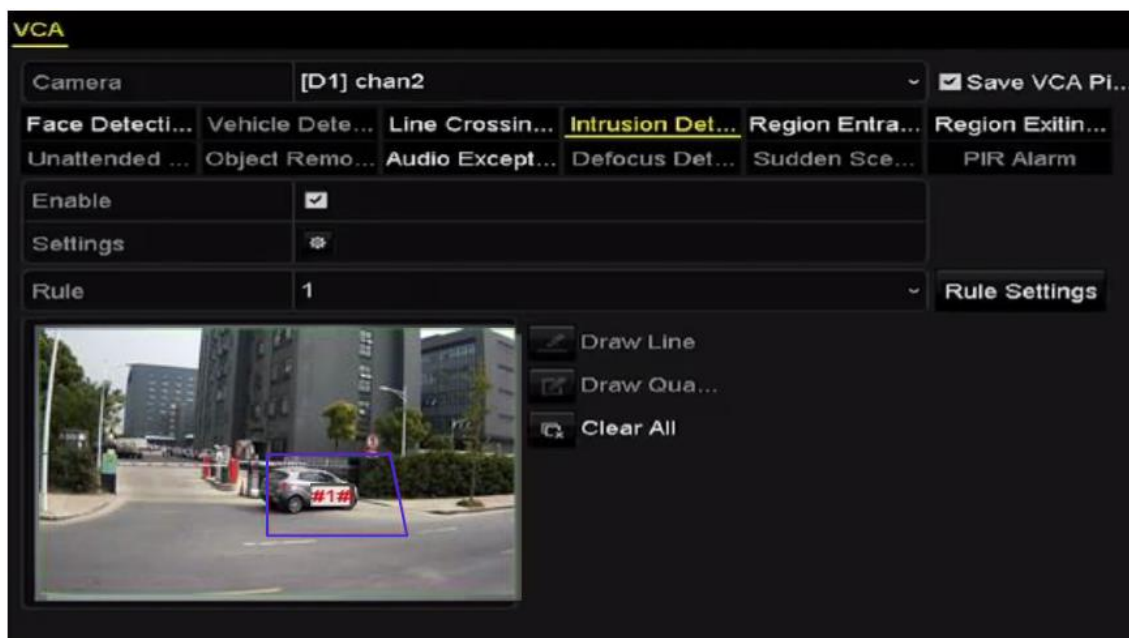 VCA
Camera [D1] chan2 Save VCA Pi...
Face Detecti... Vehicle Dete... Line Crossin... Intrusion Det... Region Entra... Region Exitin...
Unattended ... Object Remo... Audio Except... Defocus Det... Sudden Sce... PIR Alarm
Enable
Settings
Rule 1 Rule Settings
Draw Line
Draw Qua...
Clear All
#1#